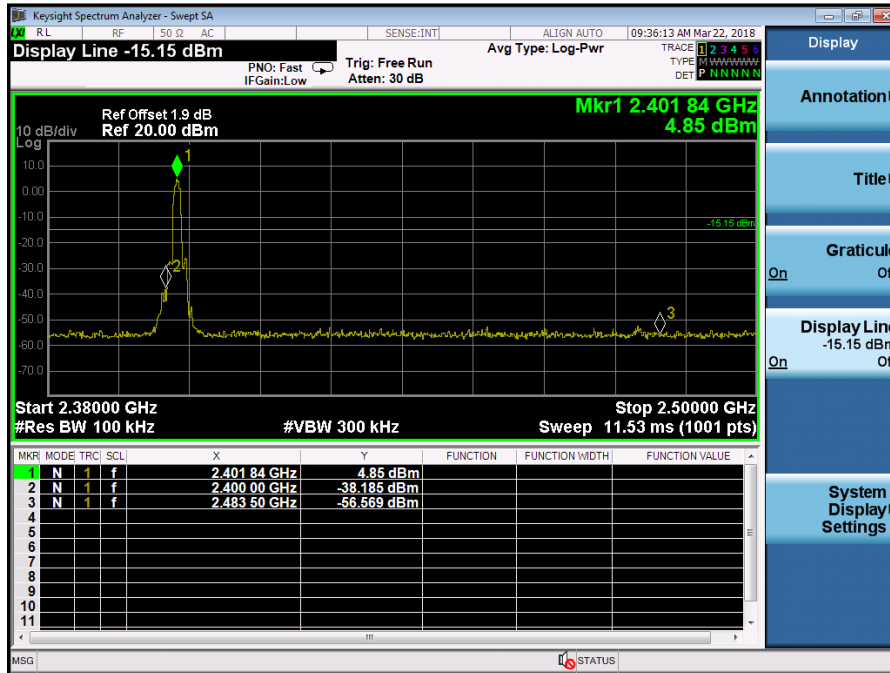 Keysight Spectrum Analyzer - Swept SA
LXI RL RF 50 Ω AC SENSE:INT ALIGN AUTO 09:36:13 AM Mar 22, 2018
Display Line -15.15 dBm
PNO: Fast
IFGain:Low
Trig: Free Run
Atten: 30 dB
Avg Type: Log-Pwr
TRACE 1 2 3 4 5 6
TYPE M WWWWW
DET P N N N N N
Mkr1 2.401 84 GHz
4.85 dBm
Ref Offset 1.9 dB
10 dB/div Ref 20.00 dBm
Log
10.0
0.00
-10.0
-20.0
-30.0
-40.0
-50.0
-60.0
-70.0
1
2
3
-15.15 dBm
Start 2.38000 GHz Stop 2.50000 GHz
#Res BW 100 kHz #VBW 300 kHz Sweep 11.53 ms (1001 pts)
MKR MODE TRC SCL X Y FUNCTION FUNCTION WIDTH FUNCTION VALUE
1 N 1 f 2.401 84 GHz 4.85 dBm
2 N 1 f 2.400 00 GHz -38.185 dBm
3 N 1 f 2.483 50 GHz -56.569 dBm
4
5
6
7
8
9
10
11
MSG STATUS
Display
Annotation
Title
Graticule
On Of
Display Line
-15.15 dBm
On Of
System
Display
Settings